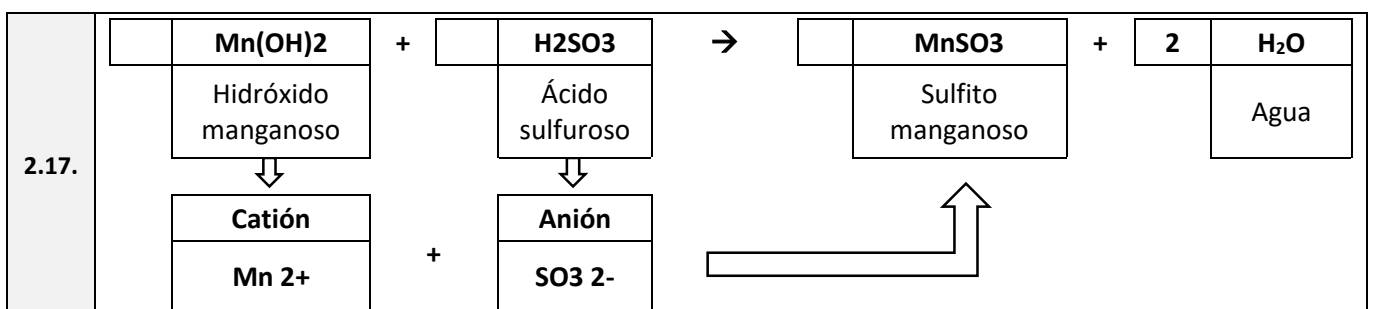 Mn(OH)2 + H2SO3 → MnSO3 + 2 H₂O
Hidróxido manganoso
Ácido sulfuroso
Sulfito manganoso
Agua
2.17.
Catión + Anión
Mn 2+
SO3 2-